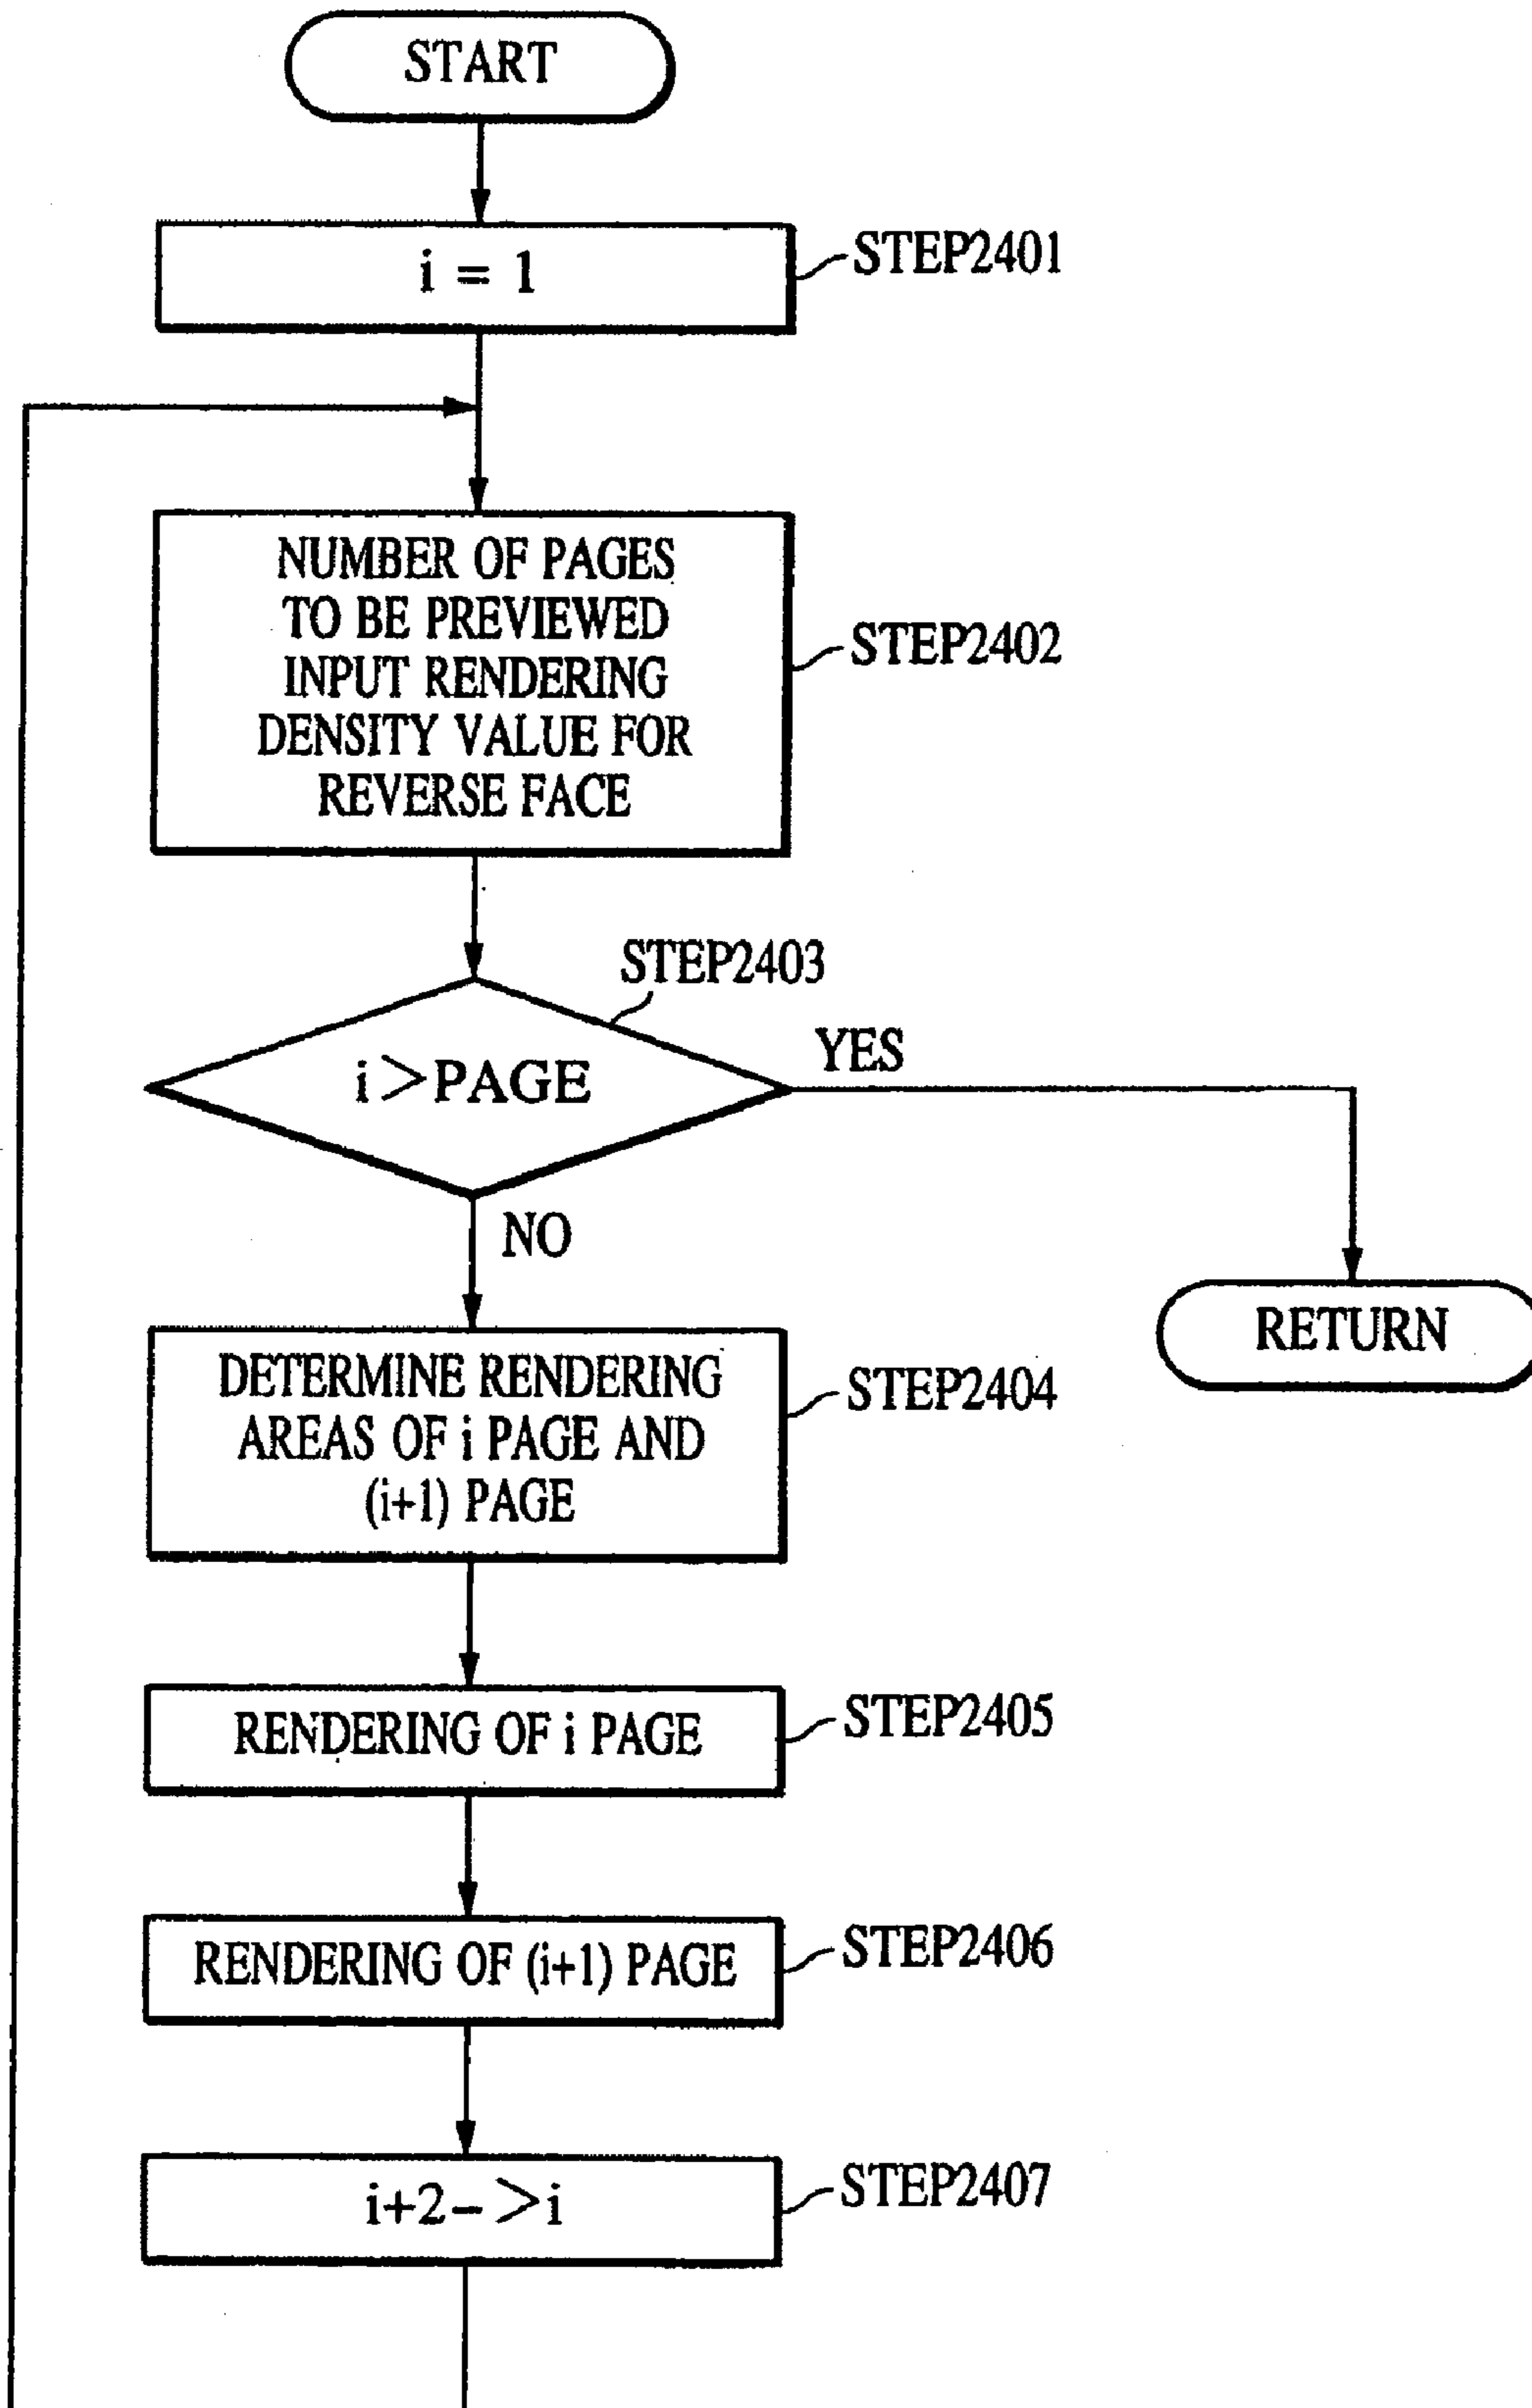 START
i = 1
STEP2401
NUMBER OF PAGES
TO BE PREVIEWED
INPUT RENDERING
DENSITY VALUE FOR
REVERSE FACE
STEP2402
STEP2403
i >PAGE
YES
NO
RETURN
DETERMINE RENDERING
AREAS OF i PAGE AND
(i+1) PAGE
STEP2404
RENDERING OF i PAGE
STEP2405
RENDERING OF (i+1) PAGE
STEP2406
i+2- >i
STEP2407